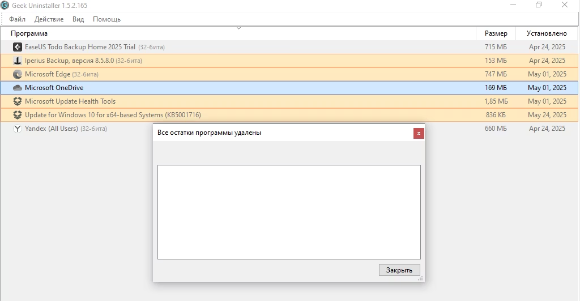 Geek Uninstaller 1.5.2.165
Файл Действие Вид Помощь
Программа Размер Установлено
EaseUS Todo Backup Home 2025 Trial (32-бита) 715 МБ Apr 24, 2025
Iperius Backup, версия 8.5.8.0 (32-бита) 153 МБ Apr 24, 2025
Microsoft Edge (32-бита) 747 МБ May 01, 2025
Microsoft OneDrive 169 МБ May 01, 2025
Microsoft Update Health Tools 1,85 МБ May 01, 2025
Update for Windows 10 for x64-based Systems (KB5001716) 836 КБ May 24, 2025
Yandex (All Users) (32-бита) 660 МБ Apr 24, 2025
Все остатки программы удалены
Закрыть